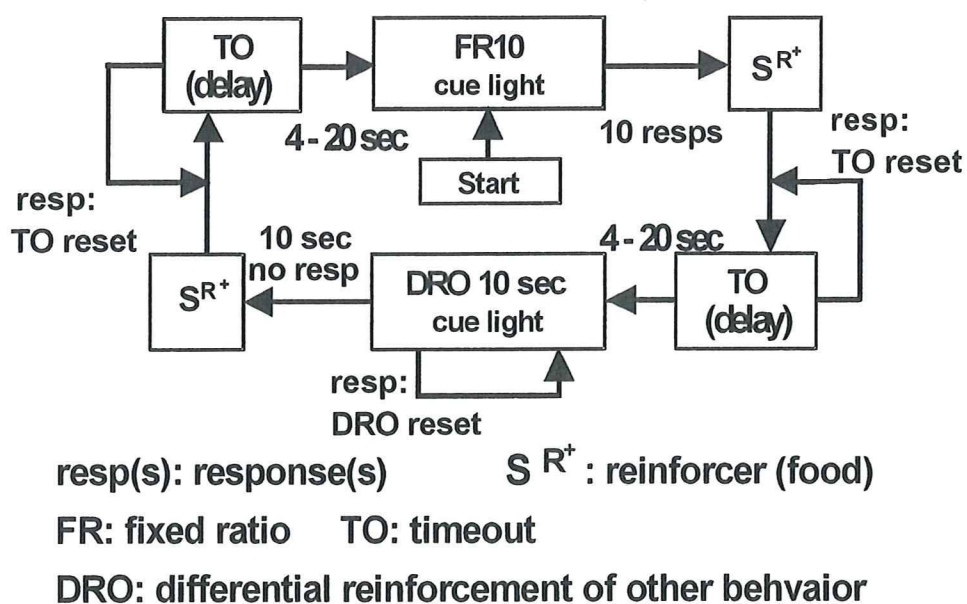 TO
(delay)
FR10
cue light
S R+
4 - 20 sec
10 resps
resp:
TO reset
Start
resp:
TO reset
10 sec
no resp
4 - 20 sec
S R+
DRO 10 sec
cue light
TO
(delay)
resp:
DRO reset
resp(s): response(s) S R+ : reinforcer (food)
FR: fixed ratio TO: timeout
DRO: differential reinforcement of other behvaior